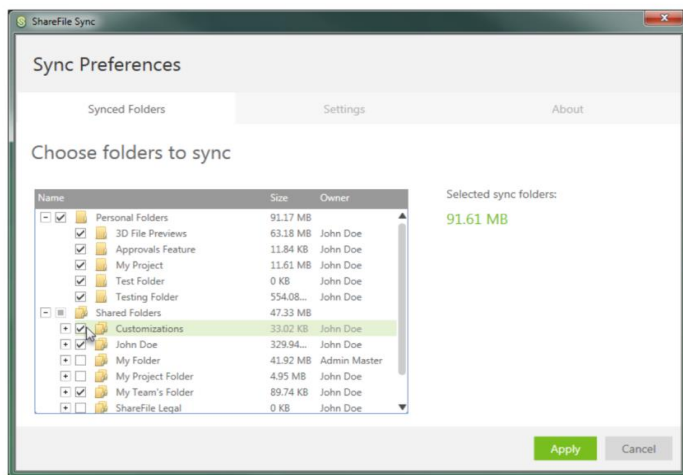 ShareFile Sync
Sync Preferences
Synced Folders Settings About
Choose folders to sync
Name Size Owner
Personal Folders 91.17 MB
3D File Previews 63.18 MB John Doe
Approvals Feature 11.84 KB John Doe
My Project 11.61 MB John Doe
Test Folder 0 KB John Doe
Testing Folder 554.08... John Doe
Shared Folders 47.33 MB
Customizations 33.02 KB John Doe
John Doe 329.94... John Doe
My Folder 41.92 MB Admin Master
My Project Folder 4.95 MB John Doe
My Team's Folder 89.74 KB John Doe
ShareFile Legal 0 KB John Doe
Selected sync folders:
91.61 MB
Apply Cancel